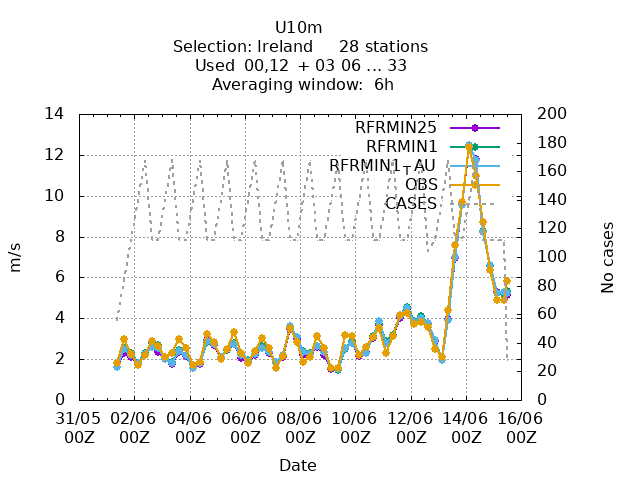 U10m
Selection: Ireland 28 stations
Used 00,12 + 03 06 ... 33
Averaging window: 6h
14 200
12 180
10 160
8 140
6 120
4 100
2 80
0 60
40
20
0
RFRMIN25
RFRMIN1
RFRMIN1_AU
OBS
CASES
m/s
No cases
31/05 02/06 04/06 06/06 08/06 10/06 12/06 14/06 16/06
00Z 00Z 00Z 00Z 00Z 00Z 00Z 00Z 00Z
Date